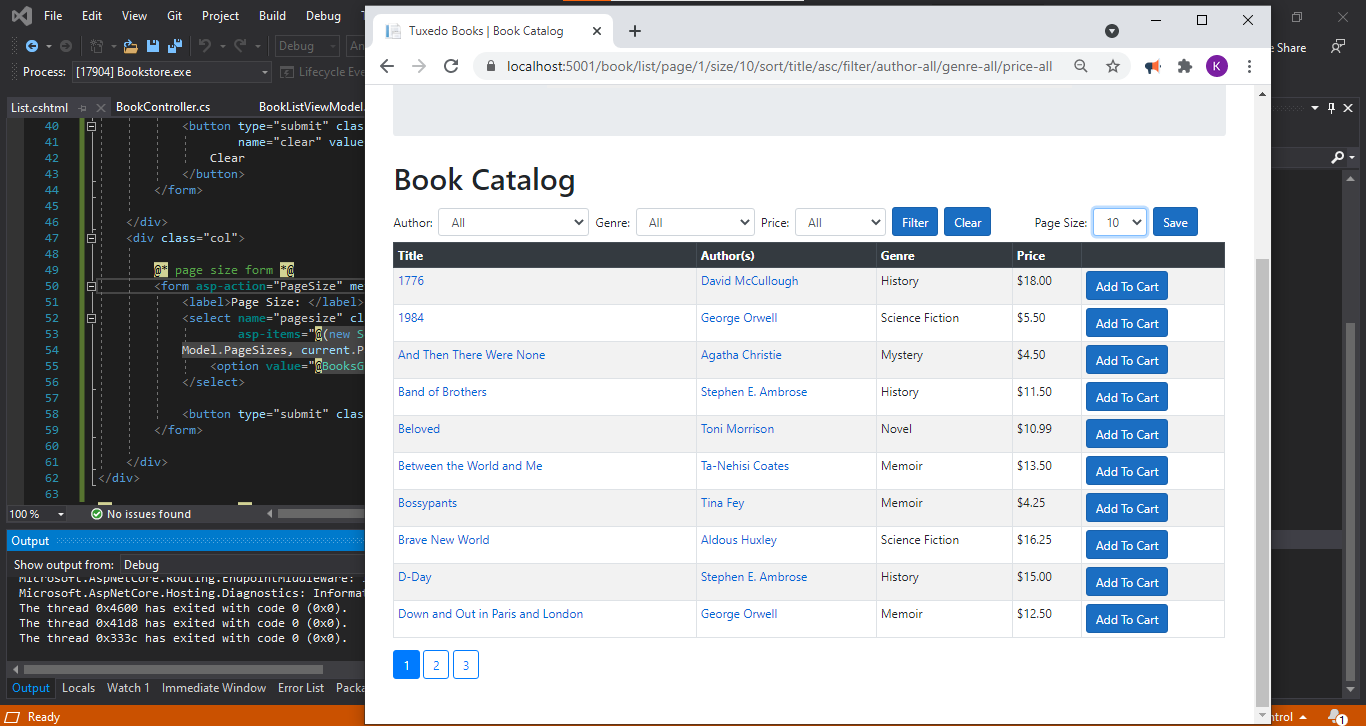 File Edit View Git Project Build Debug
Debug
Process: [17904] Bookstore.exe Lifecycle Eve
List.cshtml BookController.cs BookListViewModel.
40 <button type="submit" clas
41 name="clear" value
42 Clear
43 </button>
44 </form>
45
46 </div>
47 <div class="col">
48
49 @* page size form *@
50 <form asp-action="PageSize" me
51 <label>Page Size: </label>
52 <select name="pagesize" cl
53 asp-items="@(new S
54 Model.PageSizes, current.P
55 <option value="@BooksG
56 </select>
57
58 <button type="submit" clas
59 </form>
60
61 </div>
62 </div>
63
100 % No issues found
Output
Show output from: Debug
Microsoft.AspNetCore.Routing.EndpointMiddleware:
Microsoft.AspNetCore.Hosting.Diagnostics: Informat
The thread 0x4600 has exited with code 0 (0x0).
The thread 0x41d8 has exited with code 0 (0x0).
The thread 0x333c has exited with code 0 (0x0).
Output Locals Watch 1 Immediate Window Error List Packa
Ready
Tuxedo Books | Book Catalog
localhost:5001/book/list/page/1/size/10/sort/title/asc/filter/author-all/genre-all/price-all
K
Book Catalog
Author: All Genre: All Price: All Filter Clear Page Size: 10 Save
Title Author(s) Genre Price
1776 David McCullough History $18.00 Add To Cart
1984 George Orwell Science Fiction $5.50 Add To Cart
And Then There Were None Agatha Christie Mystery $4.50 Add To Cart
Band of Brothers Stephen E. Ambrose History $11.50 Add To Cart
Beloved Toni Morrison Novel $10.99 Add To Cart
Between the World and Me Ta-Nehisi Coates Memoir $13.50 Add To Cart
Bossypants Tina Fey Memoir $4.25 Add To Cart
Brave New World Aldous Huxley Science Fiction $16.25 Add To Cart
D-Day Stephen E. Ambrose History $15.00 Add To Cart
Down and Out in Paris and London George Orwell Memoir $12.50 Add To Cart
1 2 3
e Share
ntrol
1